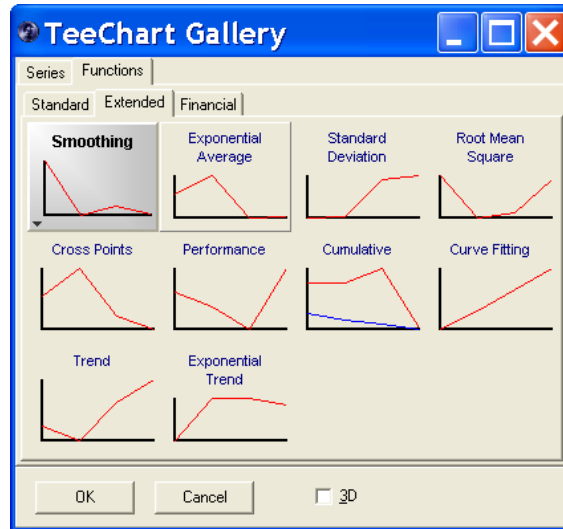 TeeChart Gallery
Series Functions
Standard Extended Financial
Smoothing
Exponential
Average
Standard
Deviation
Root Mean
Square
Cross Points
Performance
Cumulative
Curve Fitting
Trend
Exponential
Trend
OK Cancel 3D